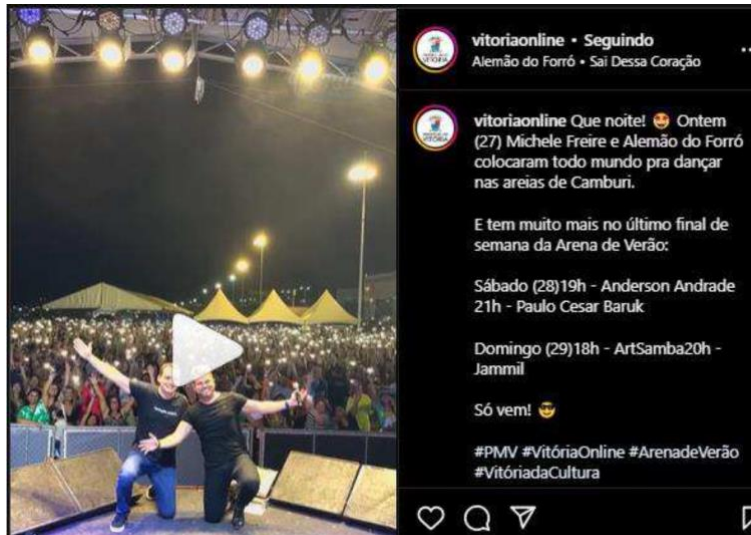 vitoriaonline • Seguindo
Alemão do Forró • Sai Dessa Coração
vitoriaonline Que noite! 🤩 Ontem
(27) Michele Freire e Alemão do Forró
colocaram todo mundo pra dançar
nas areias de Camburi.
E tem muito mais no último final de
semana da Arena de Verão:
Sábado (28)19h - Anderson Andrade
21h - Paulo Cesar Baruk
Domingo (29)18h - ArtSamba20h -
Jammil
Só vem! 😎
#PMV #VitóriaOnline #ArenadeVerão
#VitóriadaCultura